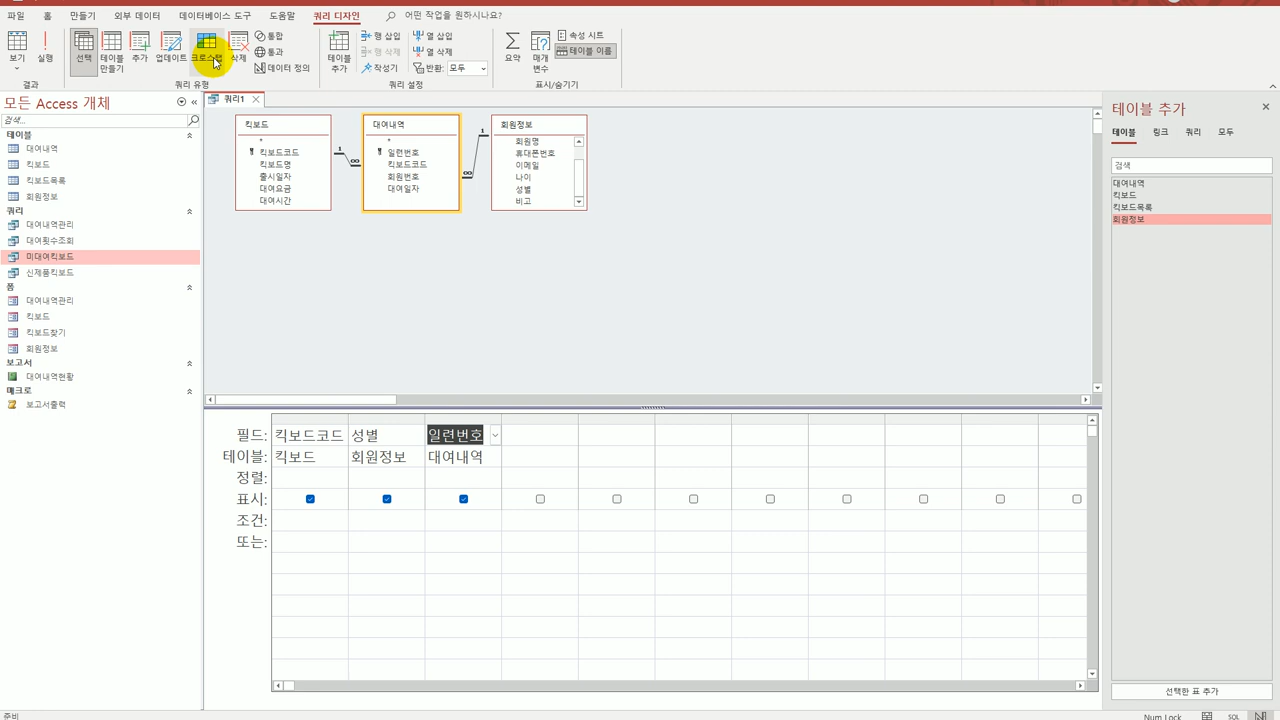 파일 홈 만들기 외부 데이터 데이터베이스 도구 도움말 쿼리 디자인 어떤 작업을 원하시나요?
보기 실행 선택 테이블 만들기 추가 업데이트 크로스탭 삭제 통합 통과 데이터 정의
테이블 추가 행 삽입 행 삭제 작성기 열 삽입 열 삭제 반환: 모두
요약 매개 변수 속성 시트 테이블 이름
결과 쿼리 유형 쿼리 설정 표시/숨기기
모든 Access 개체
검색...
테이블
대여내역
킥보드
킥보드목록
회원정보
쿼리
대여내역관리
대여횟수조회
미대여킥보드
신제품킥보드
폼
대여내역관리
킥보드
킥보드찾기
회원정보
보고서
대여내역현황
매크로
보고서출력
쿼리1
킥보드
*
킥보드코드
킥보드명
출시일자
대여요금
대여시간
1
∞
대여내역
*
일련번호
킥보드코드
회원번호
대여일자
1
∞
회원정보
회원명
휴대폰번호
이메일
나이
성별
비고
필드: 킥보드코드 성별 일련번호
테이블: 킥보드 회원정보 대여내역
정렬:
표시:
조건:
또는:
테이블 추가
테이블 링크 쿼리 모두
검색
대여내역
킥보드
킥보드목록
회원정보
선택한 표 추가
준비
Num Lock SQL